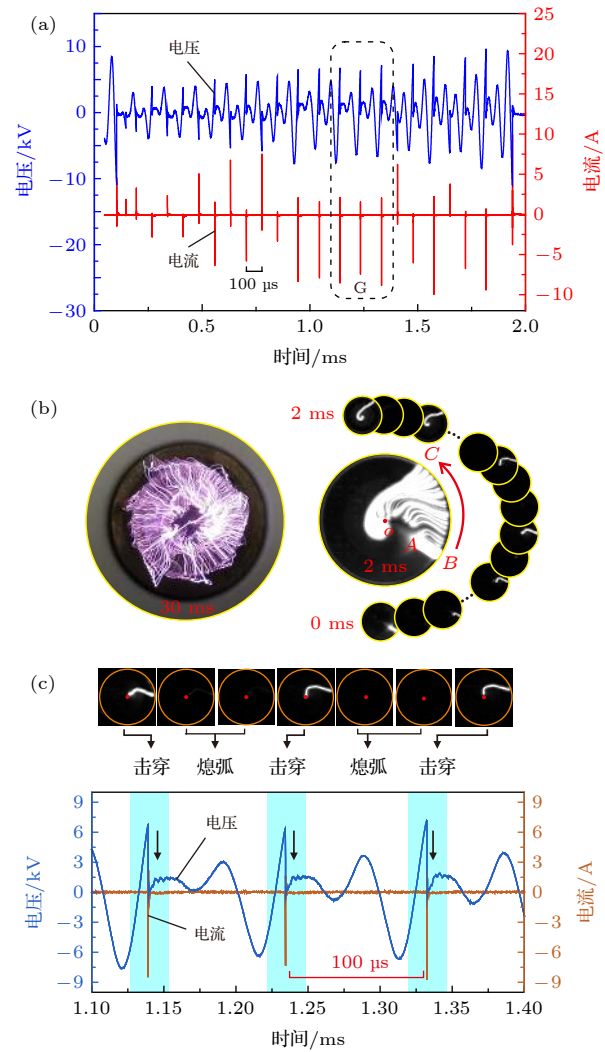 (a)
电压/kV
10
5
0
−5
−10
−15
−20
−25
−30
电压
电流
100 μs
G
25
20
15
10
5
0
−5
−10
电流/A
0
0.5
1.0
1.5
2.0
时间/ms
(b)
30 ms
2 ms
C
o
A
B
2 ms
0 ms
(c)
击穿
熄弧
击穿
熄弧
击穿
电压/kV
9
6
3
0
−3
−6
−9
电压
电流
100 μs
9
6
3
0
−3
−6
−9
电流/A
1.10
1.15
1.20
1.25
1.30
1.35
1.40
时间/ms